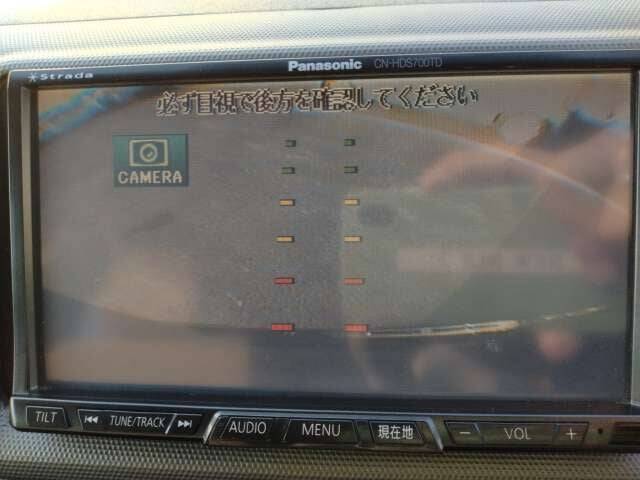 Panasonic CN-HDS700TD
Strada
必ず目視で後方を確認してください
CAMERA
TILT TUNE/TRACK AUDIO MENU 現在地 － VOL ＋